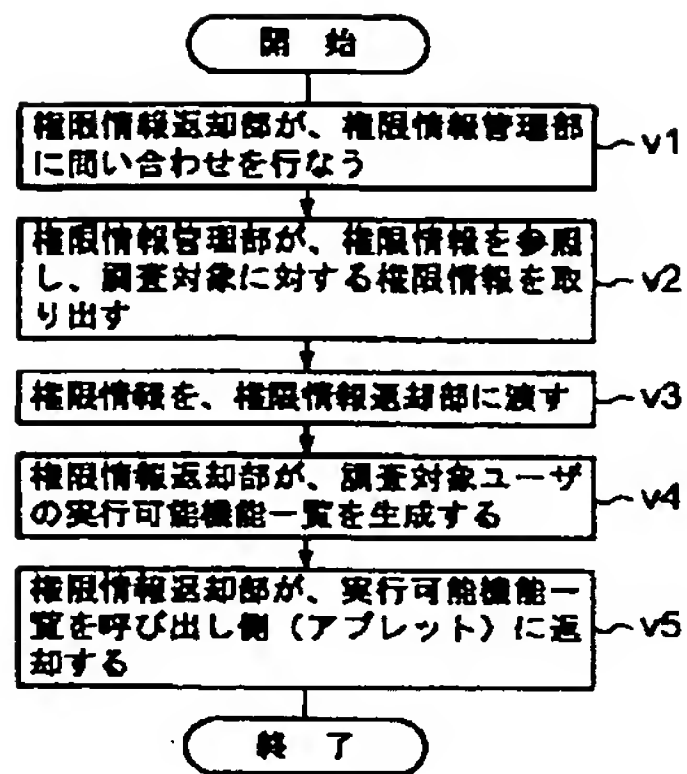 開 始
権限情報返却部が、権限情報管理部
に問い合わせを行なう
v1
権限情報管理部が、権限情報を参照
し、調査対象に対する権限情報を取
り出す
v2
権限情報を、権限情報返却部に渡す
v3
権限情報返却部が、調査対象ユーザ
の実行可能機能一覧を生成する
v4
権限情報返却部が、実行可能機能一
覧を呼び出し側（アプレット）に返
却する
v5
終 了